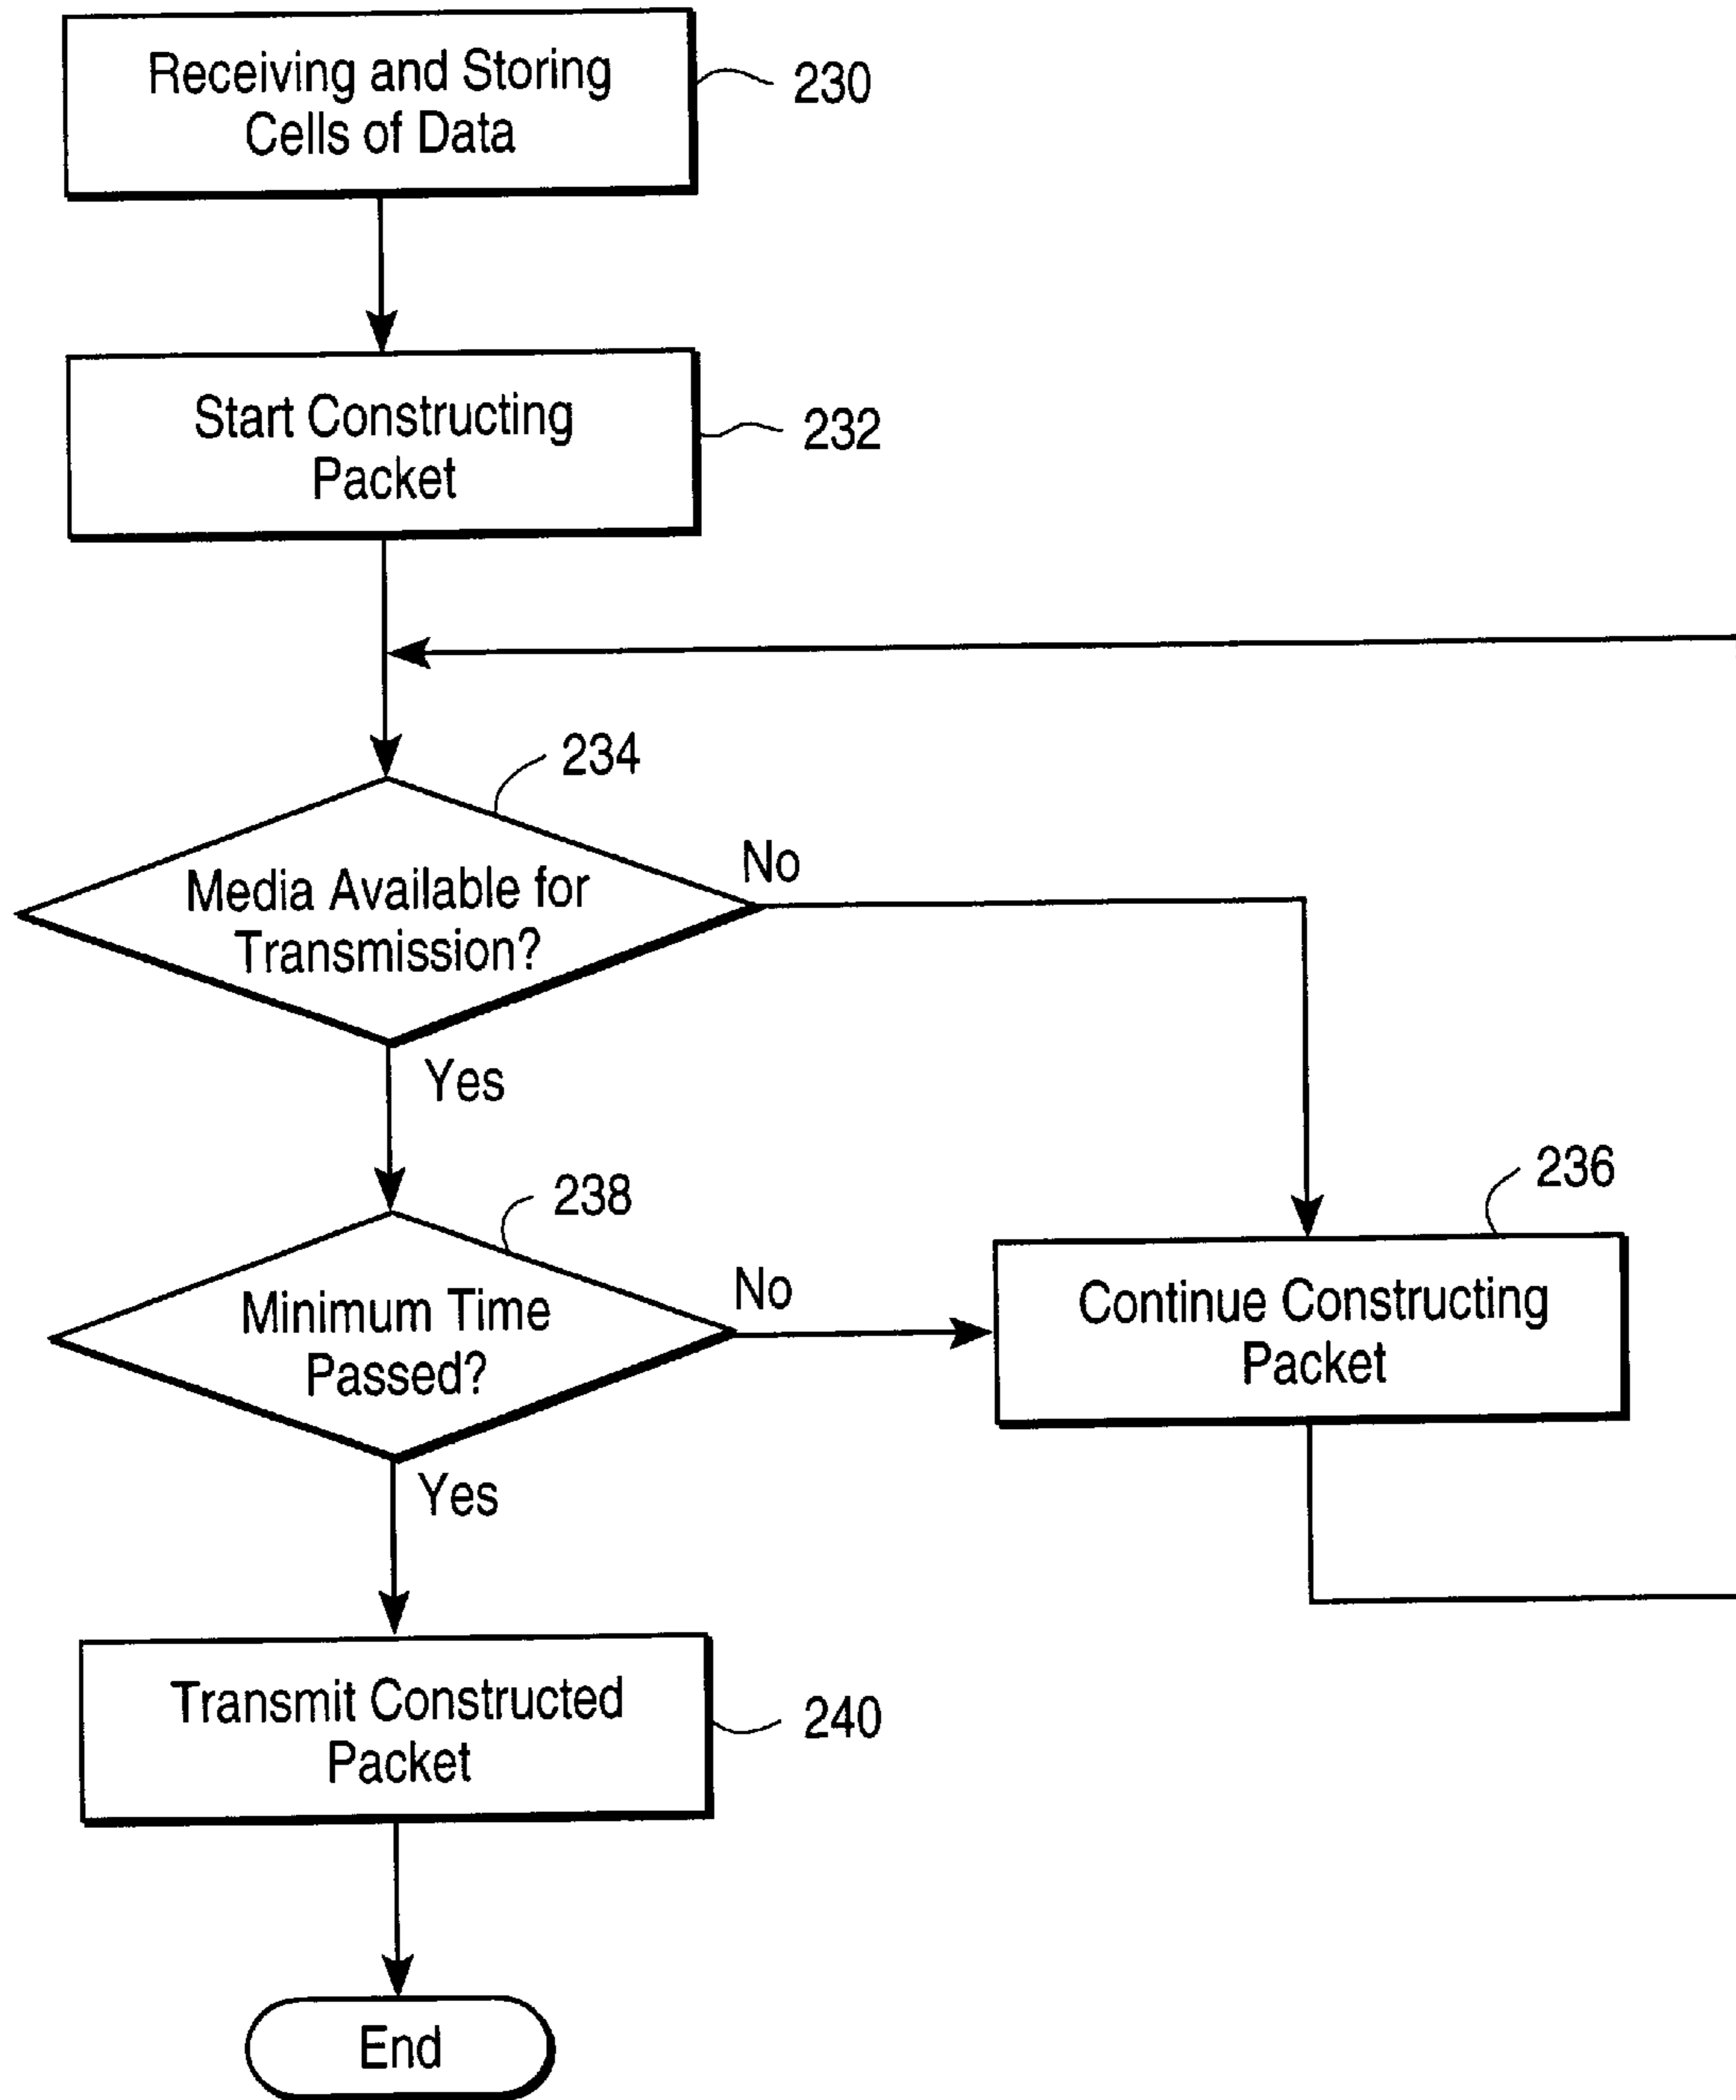 Receiving and Storing
Cells of Data
230
Start Constructing
Packet
232
234
Media Available for
Transmission?
No
Yes
238
Minimum Time
Passed?
No
Yes
236
Continue Constructing
Packet
Transmit Constructed
Packet
240
End